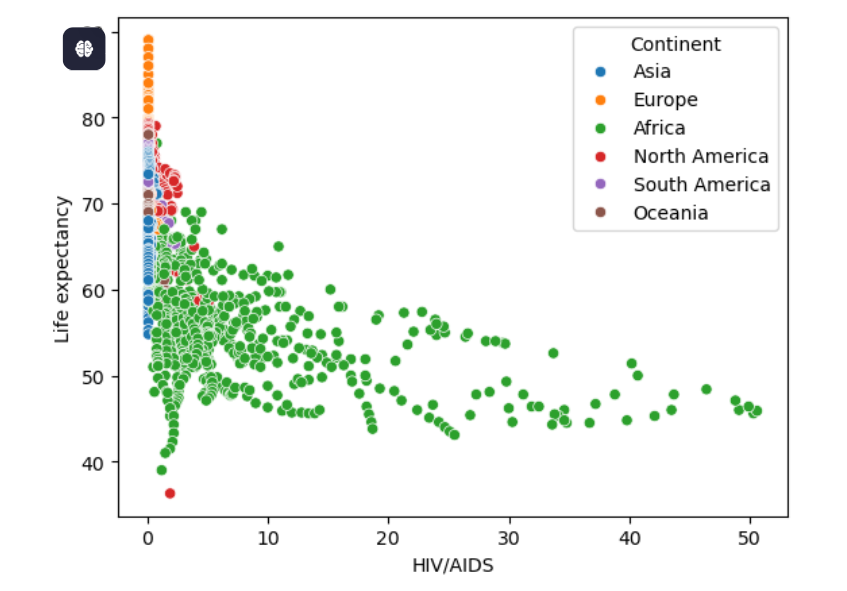 Continent
Asia
Europe
Africa
North America
South America
Oceania
80
70
60
50
40
Life expectancy
0 10 20 30 40 50
HIV/AIDS